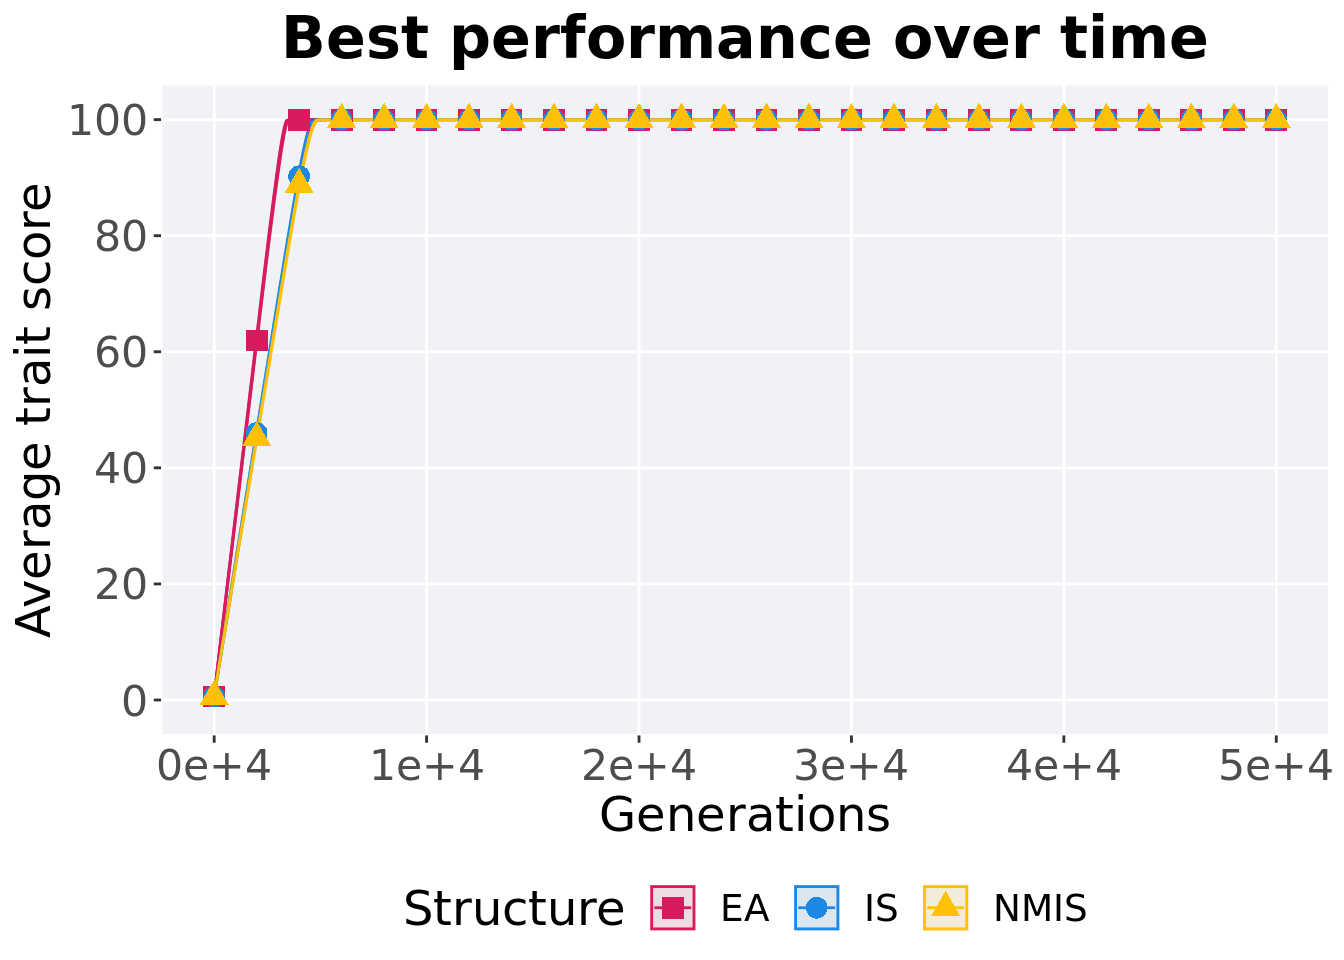 Best performance over time
Average trait score
100
80
60
40
20
0
0e+4 1e+4 2e+4 3e+4 4e+4 5e+4
Generations
Structure EA IS NMIS